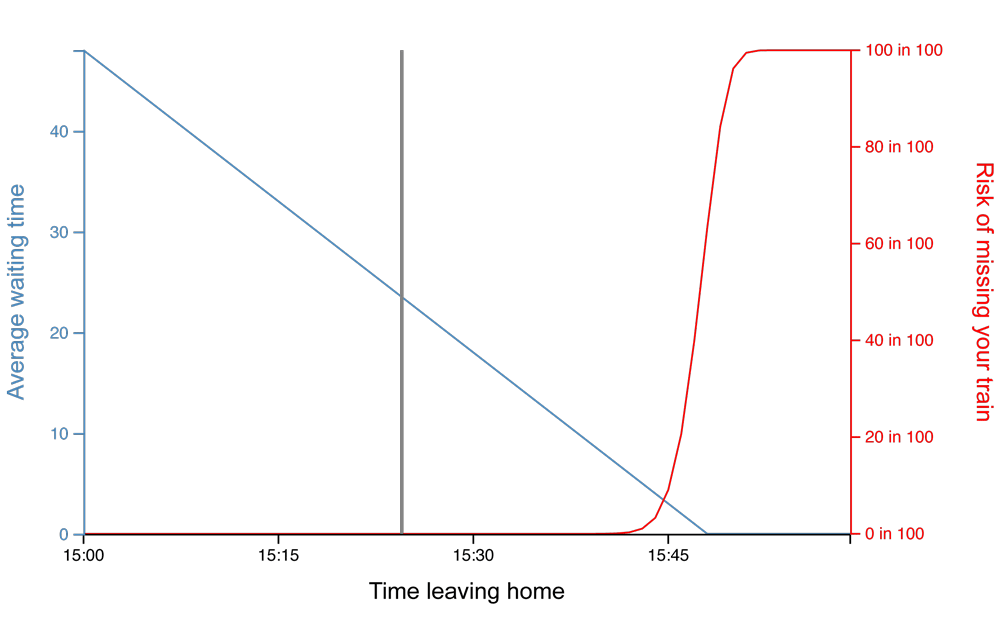 Average waiting time
40
30
20
10
0
100 in 100
80 in 100
60 in 100
40 in 100
20 in 100
0 in 100
Risk of missing your train
15:00
15:15
15:30
15:45
Time leaving home